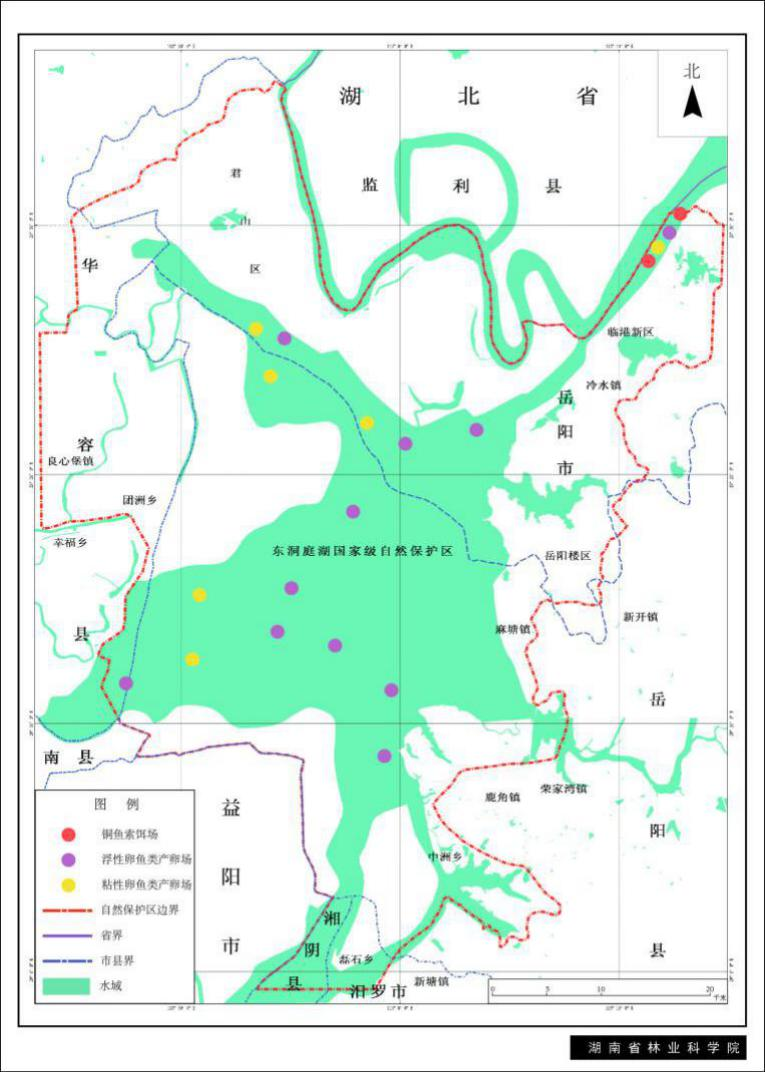 北
湖北省
监利县
君山区
华容县
临港新区
冷水镇
岳阳市
良心堡镇
团洲乡
幸福乡
东洞庭湖国家级自然保护区
岳阳楼区
麻塘镇
新开镇
岳阳县
南县
鹿角镇
荣家湾镇
益阳市
中洲乡
湘阴县
磊石乡
汨罗市
新塘镇
图例
铜鱼索饵场
浮性卵鱼类产卵场
粘性卵鱼类产卵场
自然保护区边界
省界
市县界
水域
0 5 10 20
千米
湖南省林业科学院